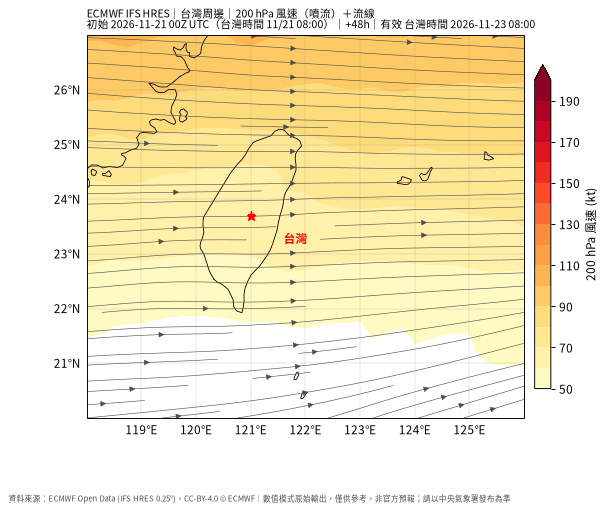 ECMWF IFS HRES｜台灣周邊｜200 hPa 風速（噴流）＋流線
初始 2026-11-21 00Z UTC（台灣時間 11/21 08:00）｜+48h｜有效 台灣時間 2026-11-23 08:00
26°N
25°N
24°N
23°N
22°N
21°N
台灣
119°E 120°E 121°E 122°E 123°E 124°E 125°E
190
170
150
130
110
90
70
50
200 hPa 風速 (kt)
資料來源：ECMWF Open Data (IFS HRES 0.25°)，CC-BY-4.0 © ECMWF｜數值模式原始輸出，僅供參考，非官方預報；請以中央氣象署發布為準